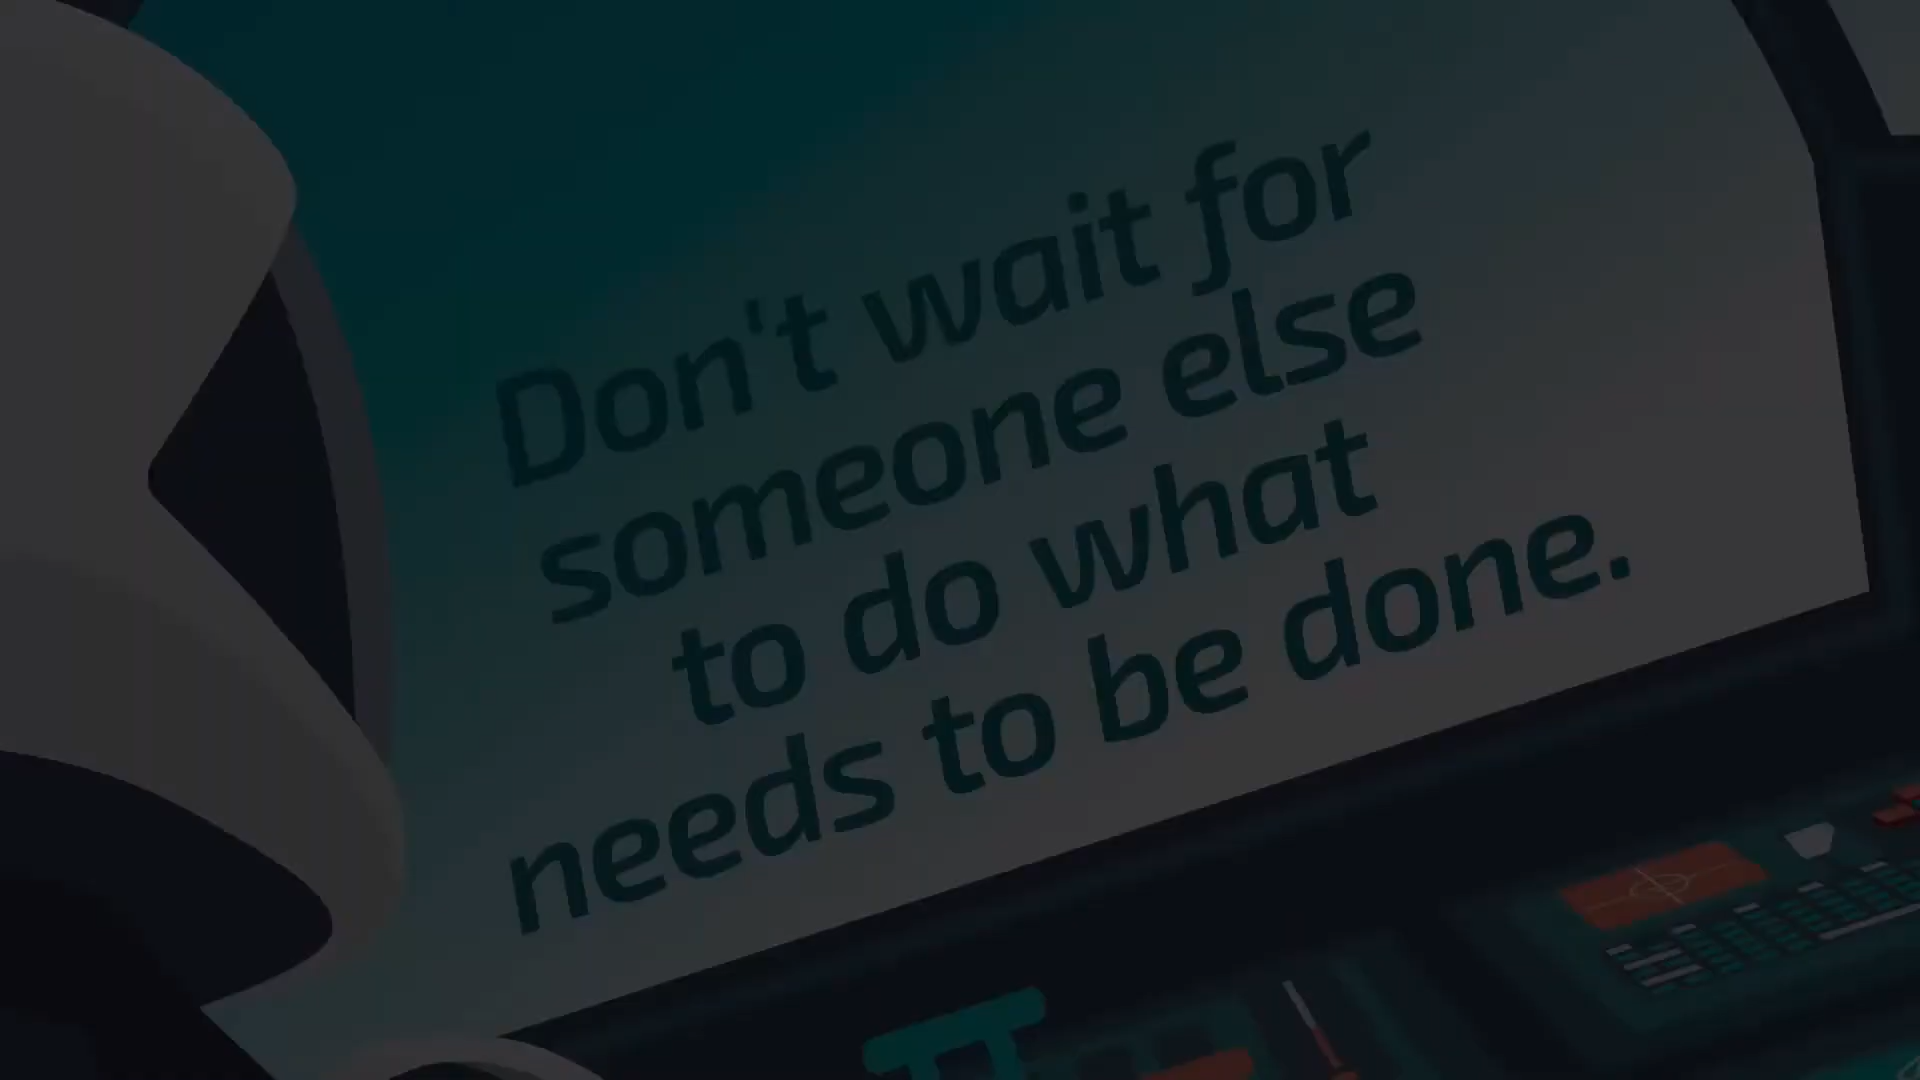 Don't wait for
someone else
to do what
needs to be done.